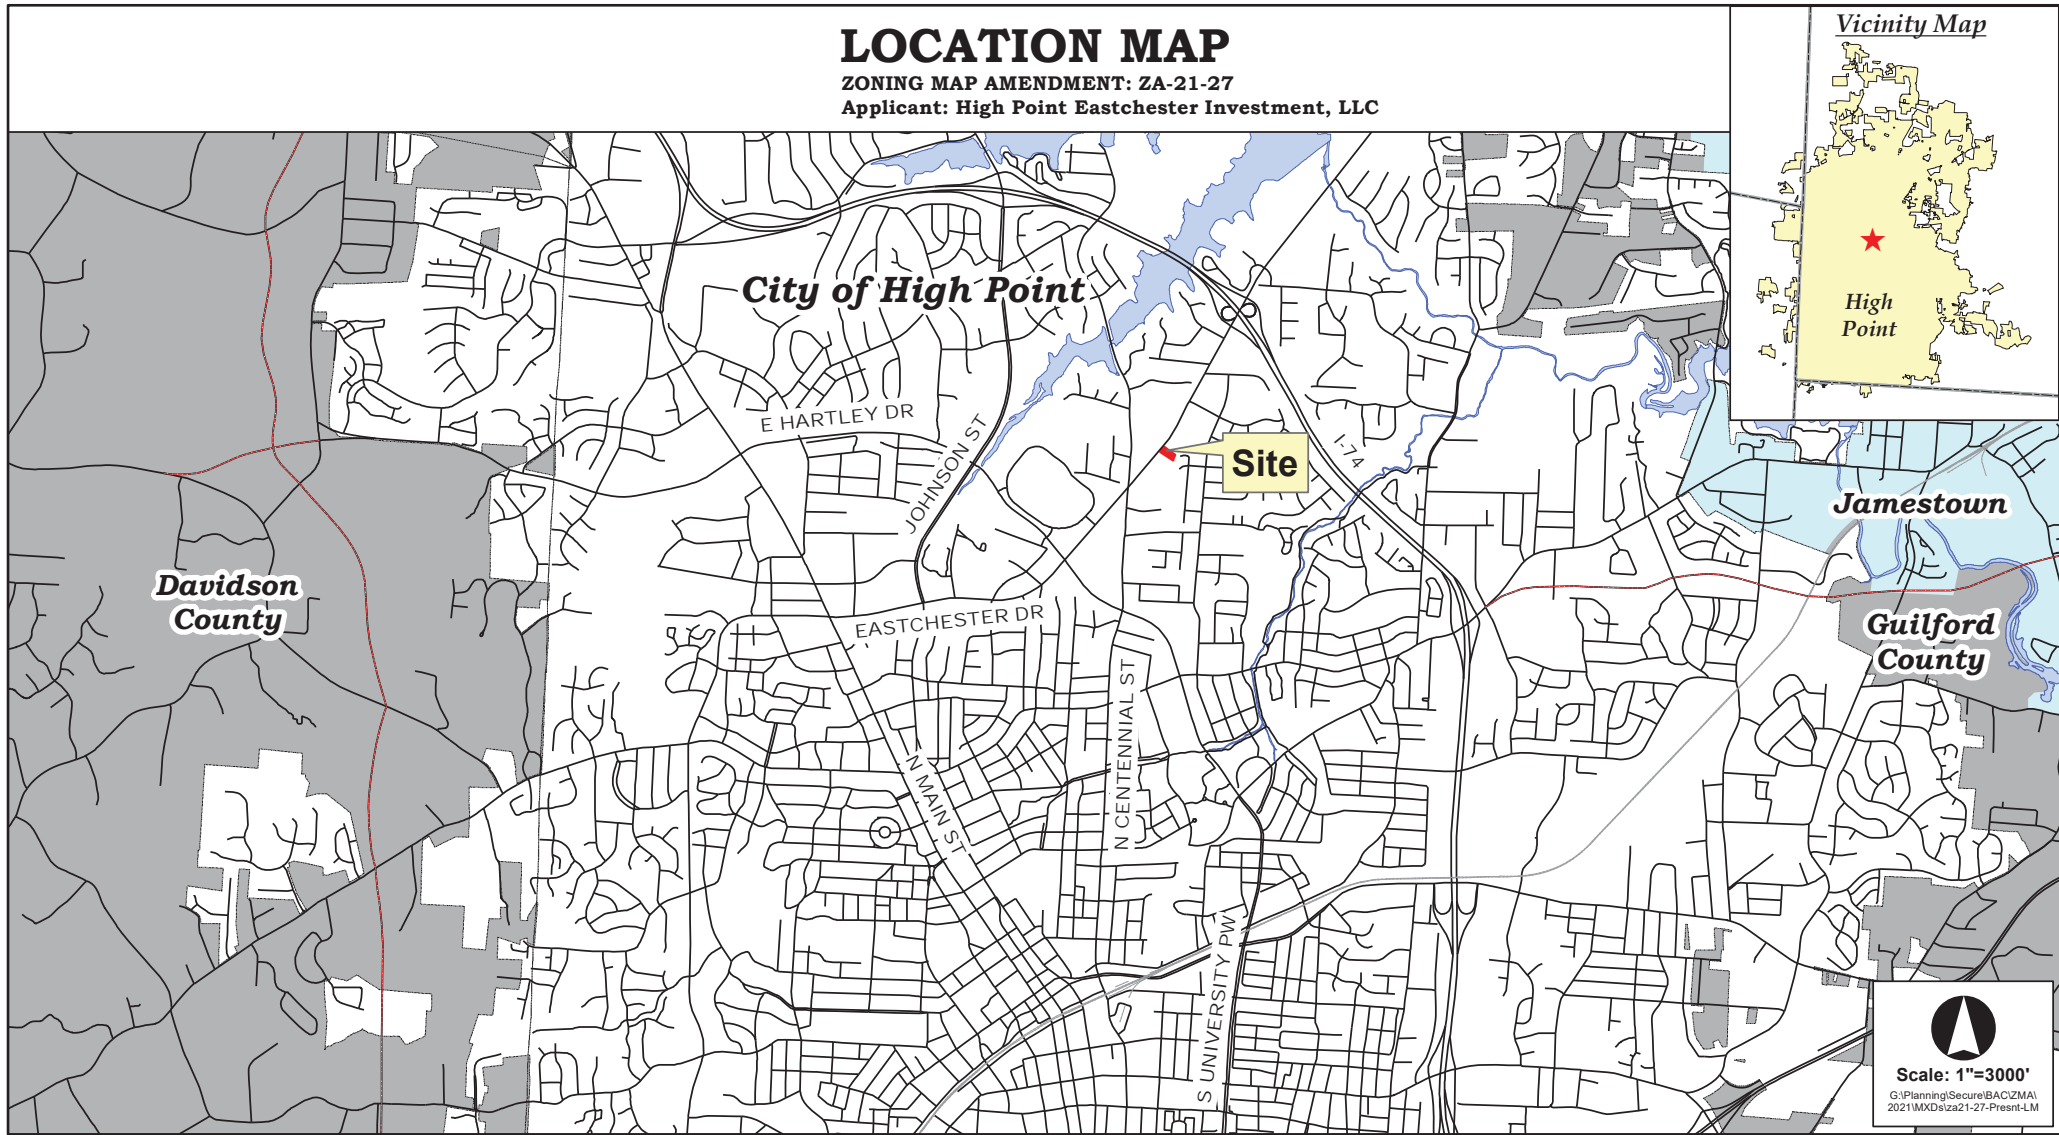 LOCATION MAP
ZONING MAP AMENDMENT: ZA-21-27
Applicant: High Point Eastchester Investment, LLC
Vicinity Map
High
Point
City of High Point
E HARTLEY DR
JOHNSON ST
I-74
Site
Jamestown
Davidson
County
EASTCHESTER DR
Guilford
County
N CENTENNIAL ST
N MAIN ST
S UNIVERSITY PW
Scale: 1"=3000'
G:\Planning\Secure\BAC\ZMA\
2021\MXDs\za21-27-Presnt-LM